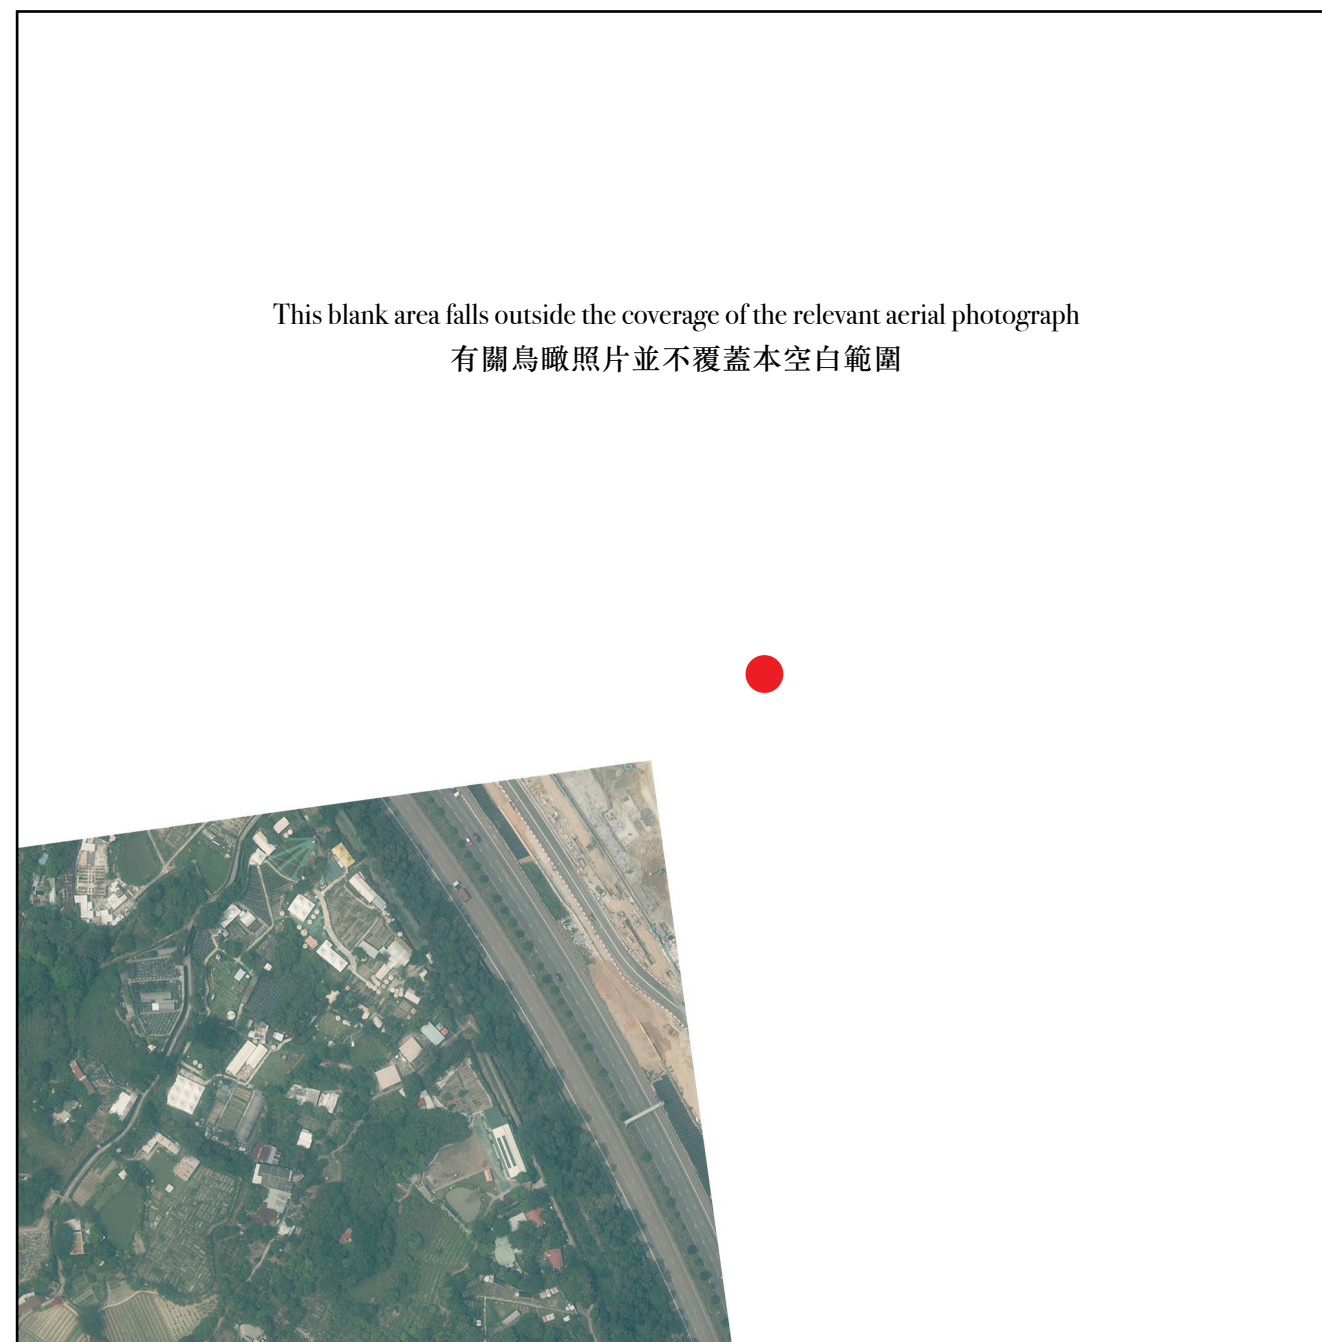 This blank area falls outside the coverage of the relevant aerial photograph
有關鳥瞰照片並不覆蓋本空白範圍